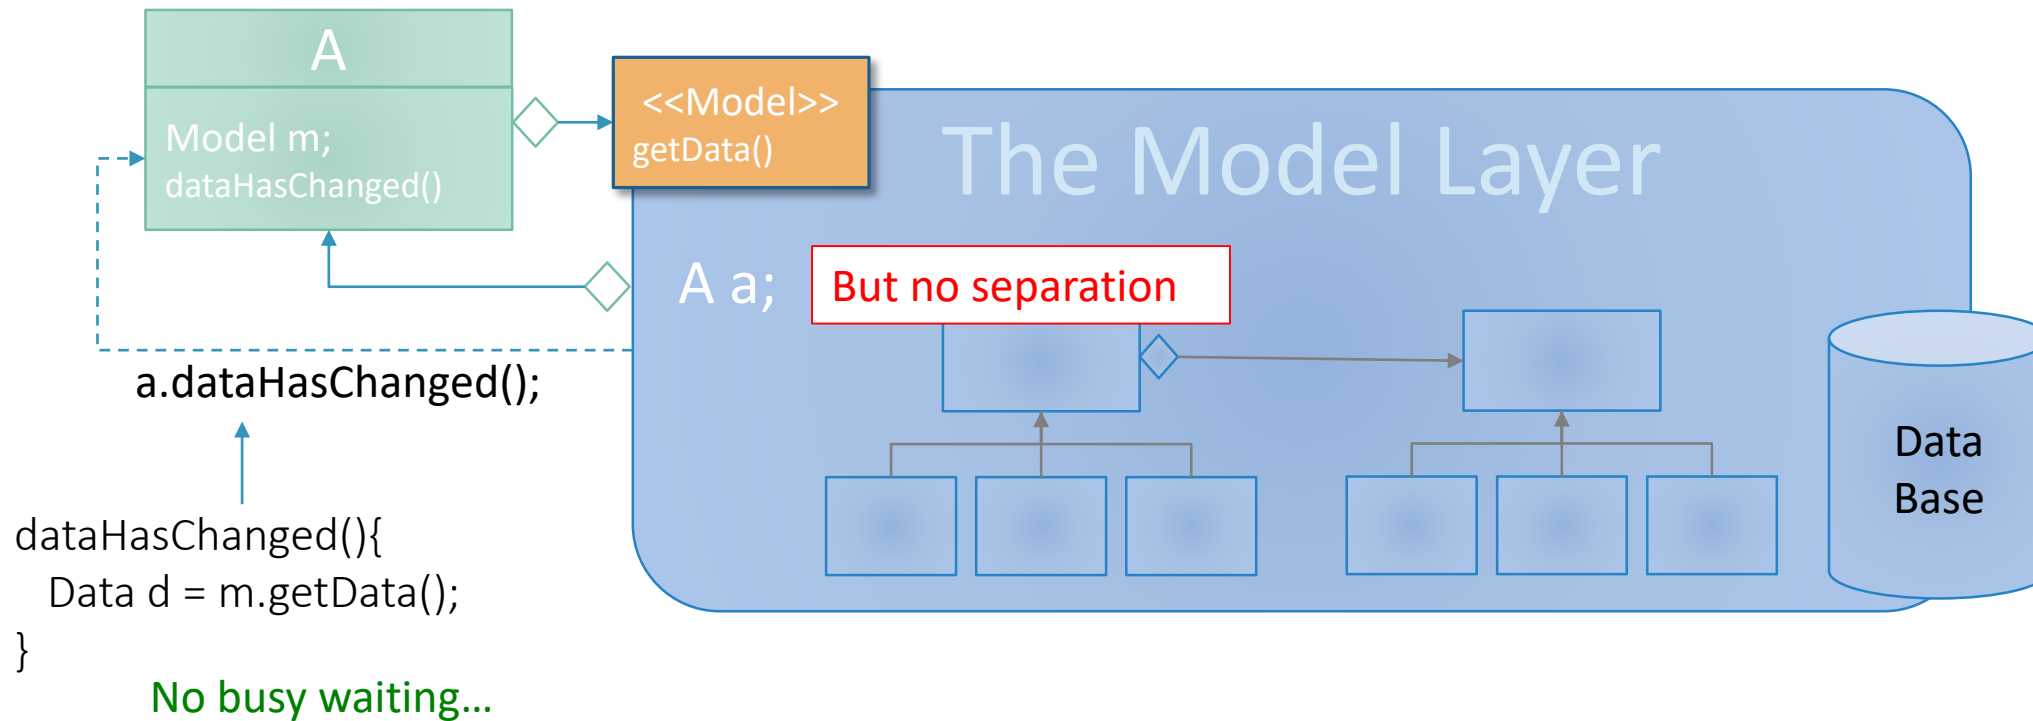 A
Model m;
dataHasChanged()
<<Model>>
getData()
The Model Layer
A a;
But no separation
a.dataHasChanged();
Data
Base
dataHasChanged(){
Data d = m.getData();
}
No busy waiting...